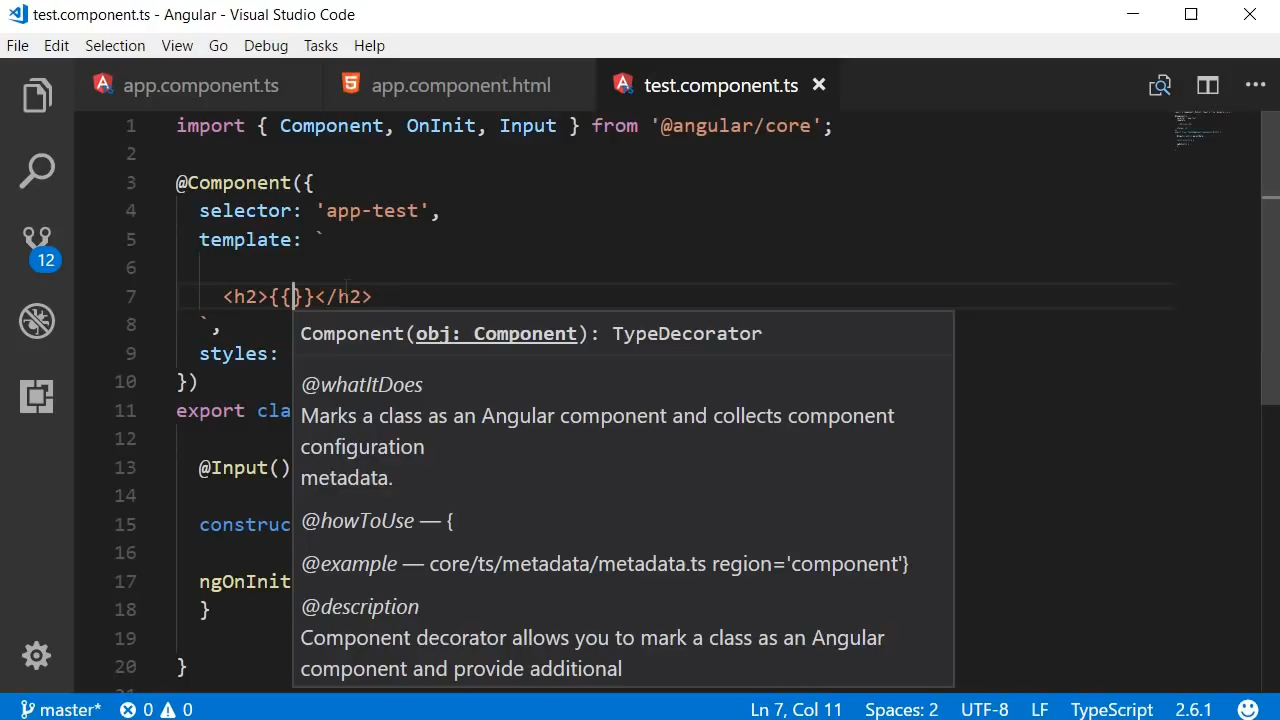 test.component.ts - Angular - Visual Studio Code
File Edit Selection View Go Debug Tasks Help
app.component.ts app.component.html test.component.ts
1 import { Component, OnInit, Input } from '@angular/core';
2
3 @Component({
4 selector: 'app-test',
5 template: `
6
7 <h2>{{}}</h2>
8 `,
9 styles:
10 })
11 export cla
12
13 @Input()
14
15 construc
16
17 ngOnInit
18 }
19
20 }
Component(obj: Component): TypeDecorator
@whatItDoes
Marks a class as an Angular component and collects component
configuration
metadata.
@howToUse — {
@example — core/ts/metadata/metadata.ts region='component'}
@description
Component decorator allows you to mark a class as an Angular
component and provide additional
12
master* 0 0 Ln 7, Col 11 Spaces: 2 UTF-8 LF TypeScript 2.6.1